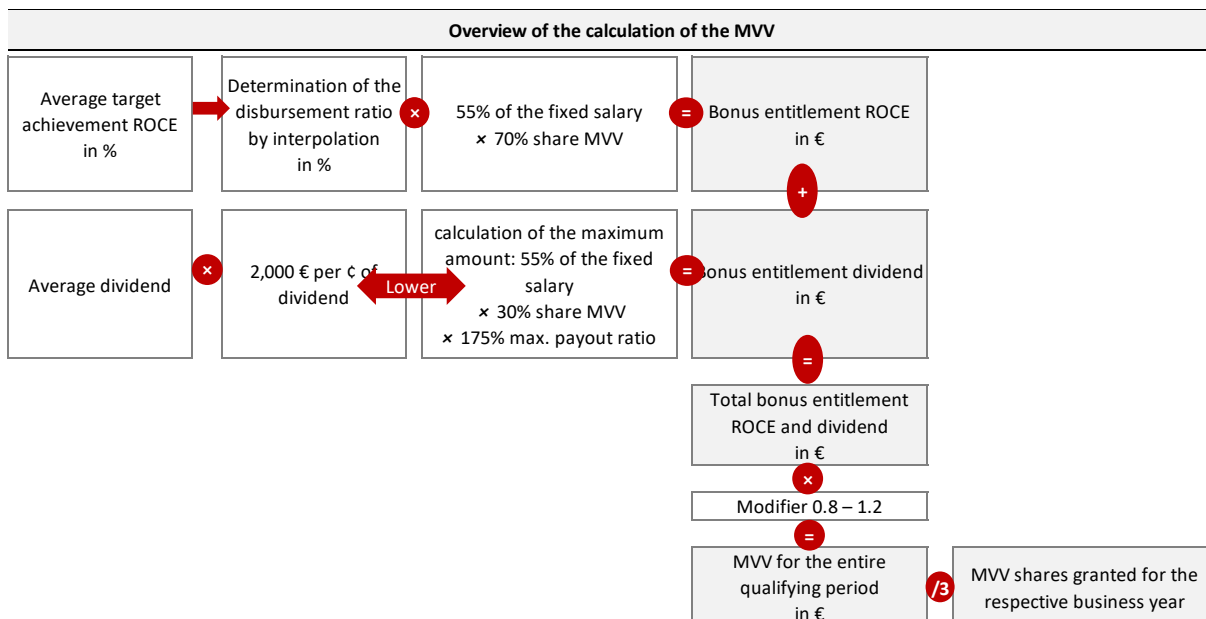 Overview of the calculation of the MVV
Average target
achievement ROCE
in %
Determination of the
disbursement ratio
by interpolation
in %
×
55% of the fixed salary
× 70% share MVV
=
Bonus entitlement ROCE
in €
+
Average dividend
×
2,000 € per ¢ of
dividend
Lower
calculation of the maximum
amount: 55% of the fixed
salary
× 30% share MVV
× 175% max. payout ratio
=
Bonus entitlement dividend
in €
=
Total bonus entitlement
ROCE and dividend
in €
×
Modifier 0.8 – 1.2
=
MVV for the entire
qualifying period
in €
/3
MVV shares granted for the
respective business year